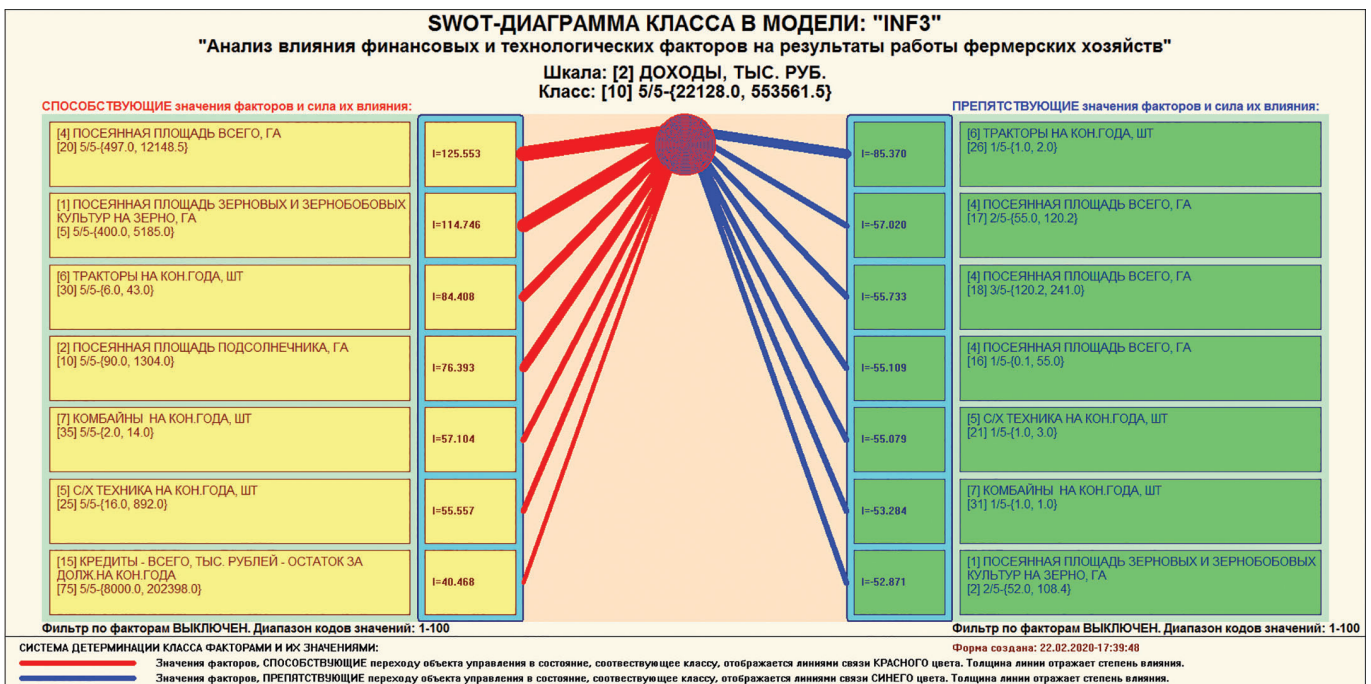 SWOT-ДИАГРАММА КЛАССА В МОДЕЛИ: "INF3"
"Анализ влияния финансовых и технологических факторов на результаты работы фермерских хозяйств"
Шкала: [2] ДОХОДЫ, ТЫС. РУБ.
Класс: [10] 5/5-{22128.0, 553561.5}
СПОСОБСТВУЮЩИЕ значения факторов и сила их влияния:
[4] ПОСЕЯННАЯ ПЛОЩАДЬ ВСЕГО, ГА
[20] 5/5-{497.0, 12148.5}
I=125.553
[1] ПОСЕЯННАЯ ПЛОЩАДЬ ЗЕРНОВЫХ И ЗЕРНОБОБОВЫХ
КУЛЬТУР НА ЗЕРНО, ГА
[5] 5/5-{400.0, 5185.0}
I=114.746
[6] ТРАКТОРЫ НА КОН.ГОДА, ШТ
[30] 5/5-{6.0, 43.0}
I=84.408
[2] ПОСЕЯННАЯ ПЛОЩАДЬ ПОДСОЛНЕЧНИКА, ГА
[10] 5/5-{90.0, 1304.0}
I=76.393
[7] КОМБАЙНЫ НА КОН.ГОДА, ШТ
[35] 5/5-{2.0, 14.0}
I=57.104
[5] С/Х ТЕХНИКА НА КОН.ГОДА, ШТ
[25] 5/5-{16.0, 892.0}
I=55.557
[15] КРЕДИТЫ - ВСЕГО, ТЫС. РУБЛЕЙ - ОСТАТОК ЗА
ДОЛЖ.НА КОН.ГОДА
[75] 5/5-{8000.0, 202398.0}
I=40.468
Фильтр по факторам ВЫКЛЮЧЕН. Диапазон кодов значений: 1-100
ПРЕПЯТСТВУЮЩИЕ значения факторов и сила их влияния:
I=-85.370
[6] ТРАКТОРЫ НА КОН.ГОДА, ШТ
[26] 1/5-{1.0, 2.0}
I=-57.020
[4] ПОСЕЯННАЯ ПЛОЩАДЬ ВСЕГО, ГА
[17] 2/5-{55.0, 120.2}
I=-55.733
[4] ПОСЕЯННАЯ ПЛОЩАДЬ ВСЕГО, ГА
[18] 3/5-{120.2, 241.0}
I=-55.109
[4] ПОСЕЯННАЯ ПЛОЩАДЬ ВСЕГО, ГА
[16] 1/5-{0.1, 55.0}
I=-55.079
[5] С/Х ТЕХНИКА НА КОН.ГОДА, ШТ
[21] 1/5-{1.0, 3.0}
I=-53.284
[7] КОМБАЙНЫ НА КОН.ГОДА, ШТ
[31] 1/5-{1.0, 1.0}
I=-52.871
[1] ПОСЕЯННАЯ ПЛОЩАДЬ ЗЕРНОВЫХ И ЗЕРНОБОБОВЫХ
КУЛЬТУР НА ЗЕРНО, ГА
[2] 2/5-{52.0, 108.4}
Фильтр по факторам ВЫКЛЮЧЕН. Диапазон кодов значений: 1-100
СИСТЕМА ДЕТЕРМИНАЦИИ КЛАССА ФАКТОРАМИ И ИХ ЗНАЧЕНИЯМИ:
Форма создана: 22.02.2020-17:39:48
Значения факторов, СПОСОБСТВУЮЩИЕ переходу объекта управления в состояние, соотвествующее классу, отображается линиями связи КРАСНОГО цвета. Толщина линии отражает степень влияния.
Значения факторов, ПРЕПЯТСТВУЮЩИЕ переходу объекта управления в состояние, соотвествующее классу, отображается линиями связи СИНЕГО цвета. Толщина линии отражает степень влияния.